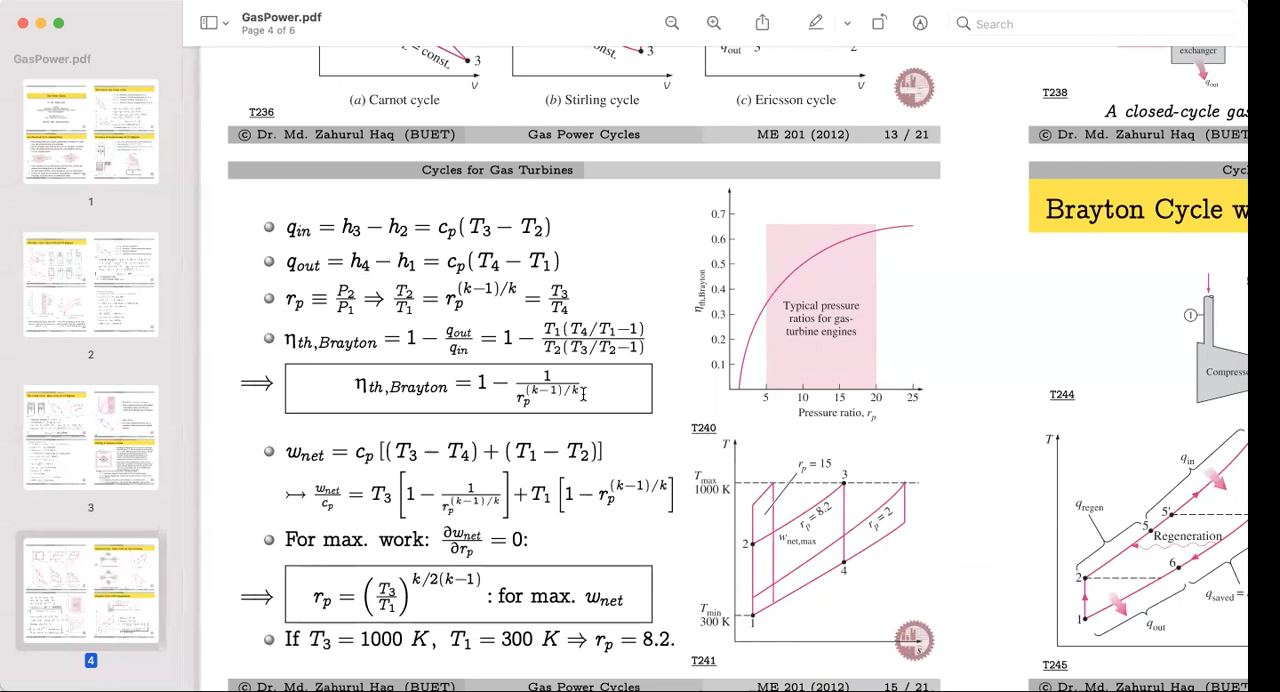 GasPower.pdf
Page 4 of 6
Search
GasPower.pdf
1
2
3
4
= const. 3
const. 3
q_out 3 2
v
v
v
(a) Carnot cycle
Stirling cycle
(c) Ericsson cycle
T236
© Dr. Md. Zahurul Haq (BUET) Gas Power Cycles ME 201 (2012) 13 / 21
Cycles for Gas Turbines
q_in = h_3 − h_2 = c_p(T_3 − T_2)
q_out = h_4 − h_1 = c_p(T_4 − T_1)
r_p ≡ P_2/P_1 ⇒ T_2/T_1 = r_p^{(k−1)/k} = T_3/T_4
η_{th,Brayton} = 1 − q_out/q_in = 1 − T_1(T_4/T_1−1)/T_2(T_3/T_2−1)
⟹ η_{th,Brayton} = 1 − 1/r_p^{(k−1)/k}
w_net = c_p [(T_3 − T_4) + (T_1 − T_2)]
↣ w_net/c_p = T_3 [1 − 1/r_p^{(k−1)/k}] + T_1 [1 − r_p^{(k−1)/k}]
For max. work: ∂w_net/∂r_p = 0:
⟹ r_p = (T_3/T_1)^{k/2(k−1)} : for max. w_net
If T_3 = 1000 K, T_1 = 300 K ⇒ r_p = 8.2.
η_{th,Brayton}
0.7
0.6
0.5
0.4
0.3
0.2
0.1
Typical pressure
ratios for gas-
turbine engines
5 10 15 20 25
Pressure ratio, r_p
T240
T
T_max
1000 K
r_p = 15
3
r_p = 8.2
r_p = 2
w_net,max
2
4
T_min
300 K
1
s
T241
© Dr. Md. Zahurul Haq (BUET) Gas Power Cycles ME 201 (2012) 15 / 21
exchanger
q_out
T238
A closed-cycle ga
© Dr. Md. Zahurul Haq (BUET
Cyc
Brayton Cycle w
1
Compress
T244
T
q_in
q_regen
5'
5
Regeneration
6
2
q_saved =
1
q_out
T245
© Dr. Md. Zahurul Haq (BUET